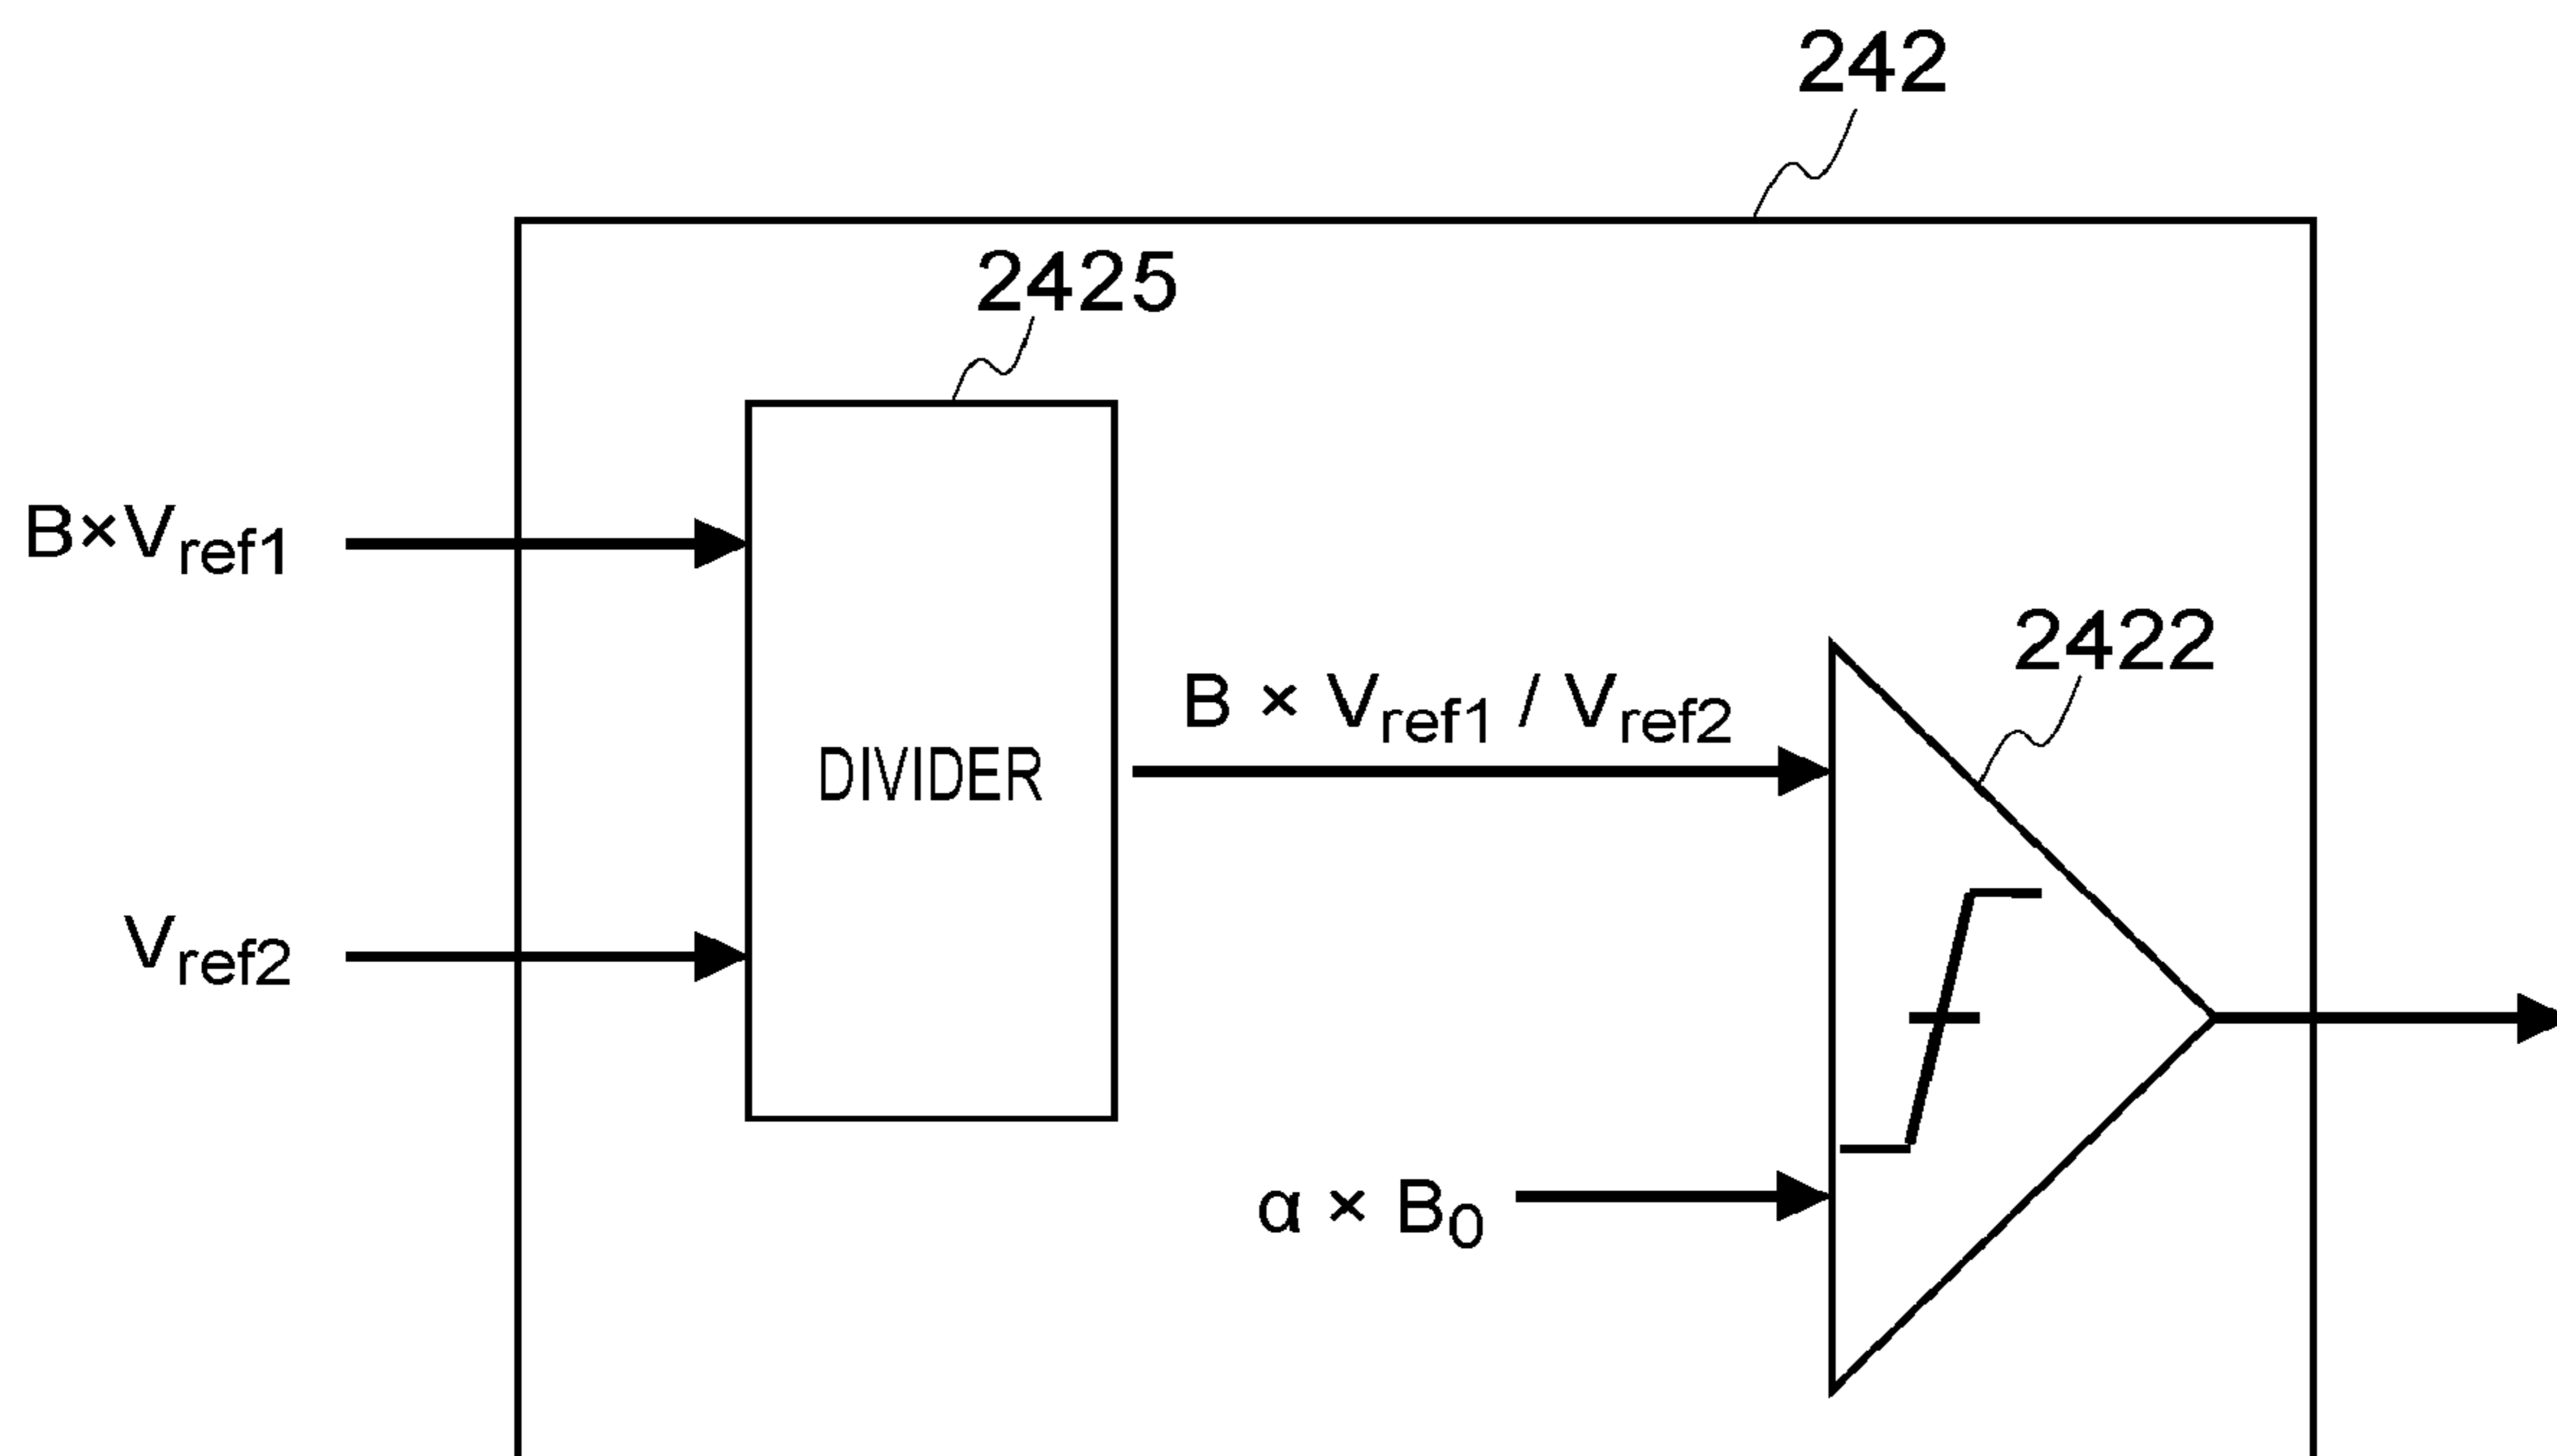 242
2425
B×Vref1
2422
B × Vref1 / Vref2
DIVIDER
Vref2
α × B0